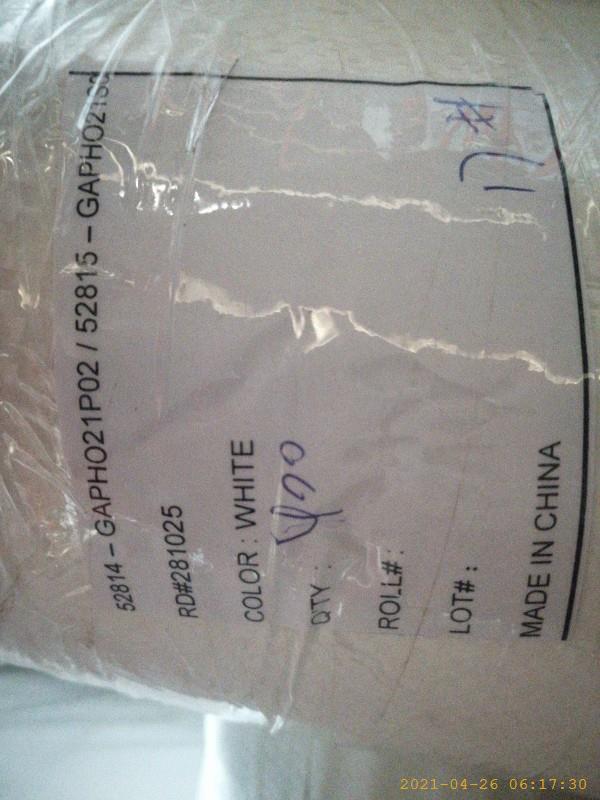 52814 – GAPHO21P02 / 52815 – GAPHO21
RD#281025
COLOR : WHITE
QTY :
ROLL# :
LOT# :
MADE IN CHINA
#17
2021-04-26 06:17:30